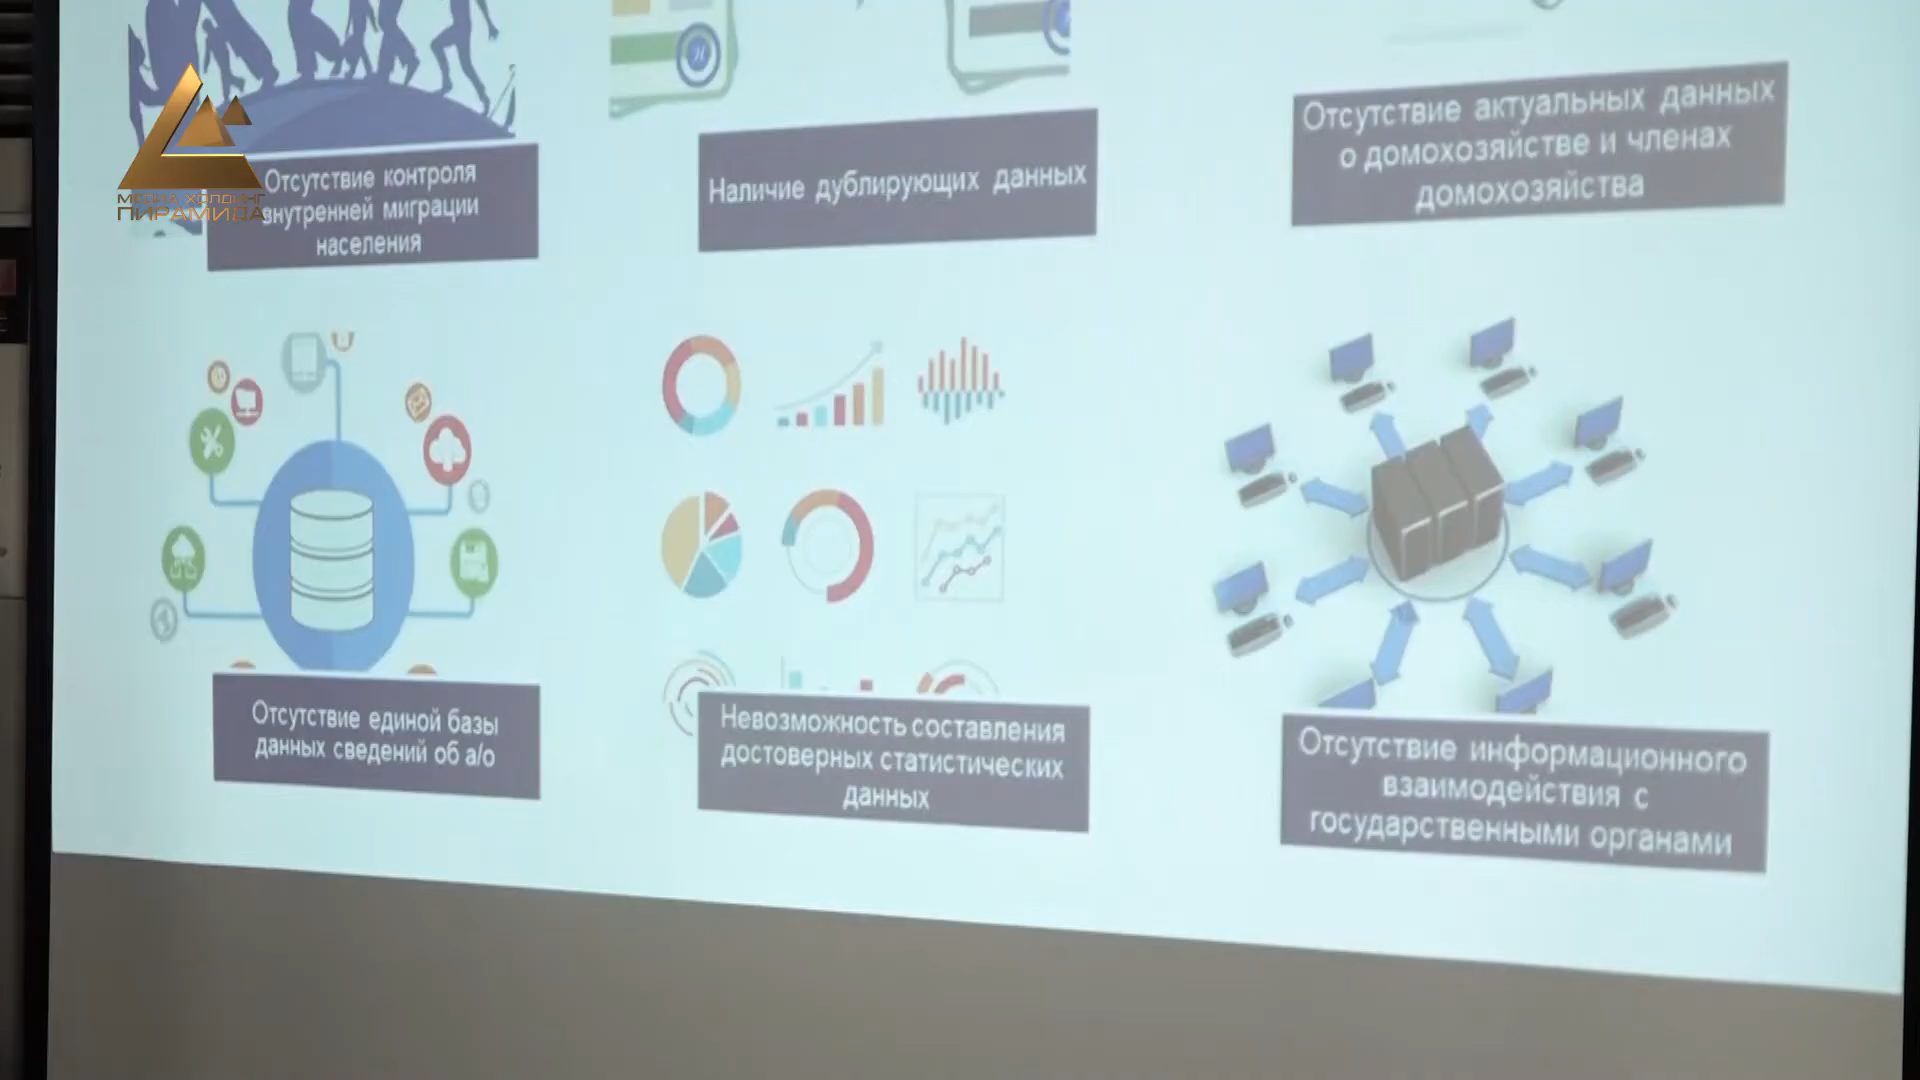 МЕДИА ХОЛДИНГ
ПИРАМИДА
Отсутствие контроля
внутренней миграции
населения
Наличие дублирующих данных
Отсутствие актуальных данных
о домохозяйстве и членах
домохозяйства
Отсутствие единой базы
данных сведений об а/о
Невозможность составления
достоверных статистических
данных
Отсутствие информационного
взаимодействия с
государственными органами